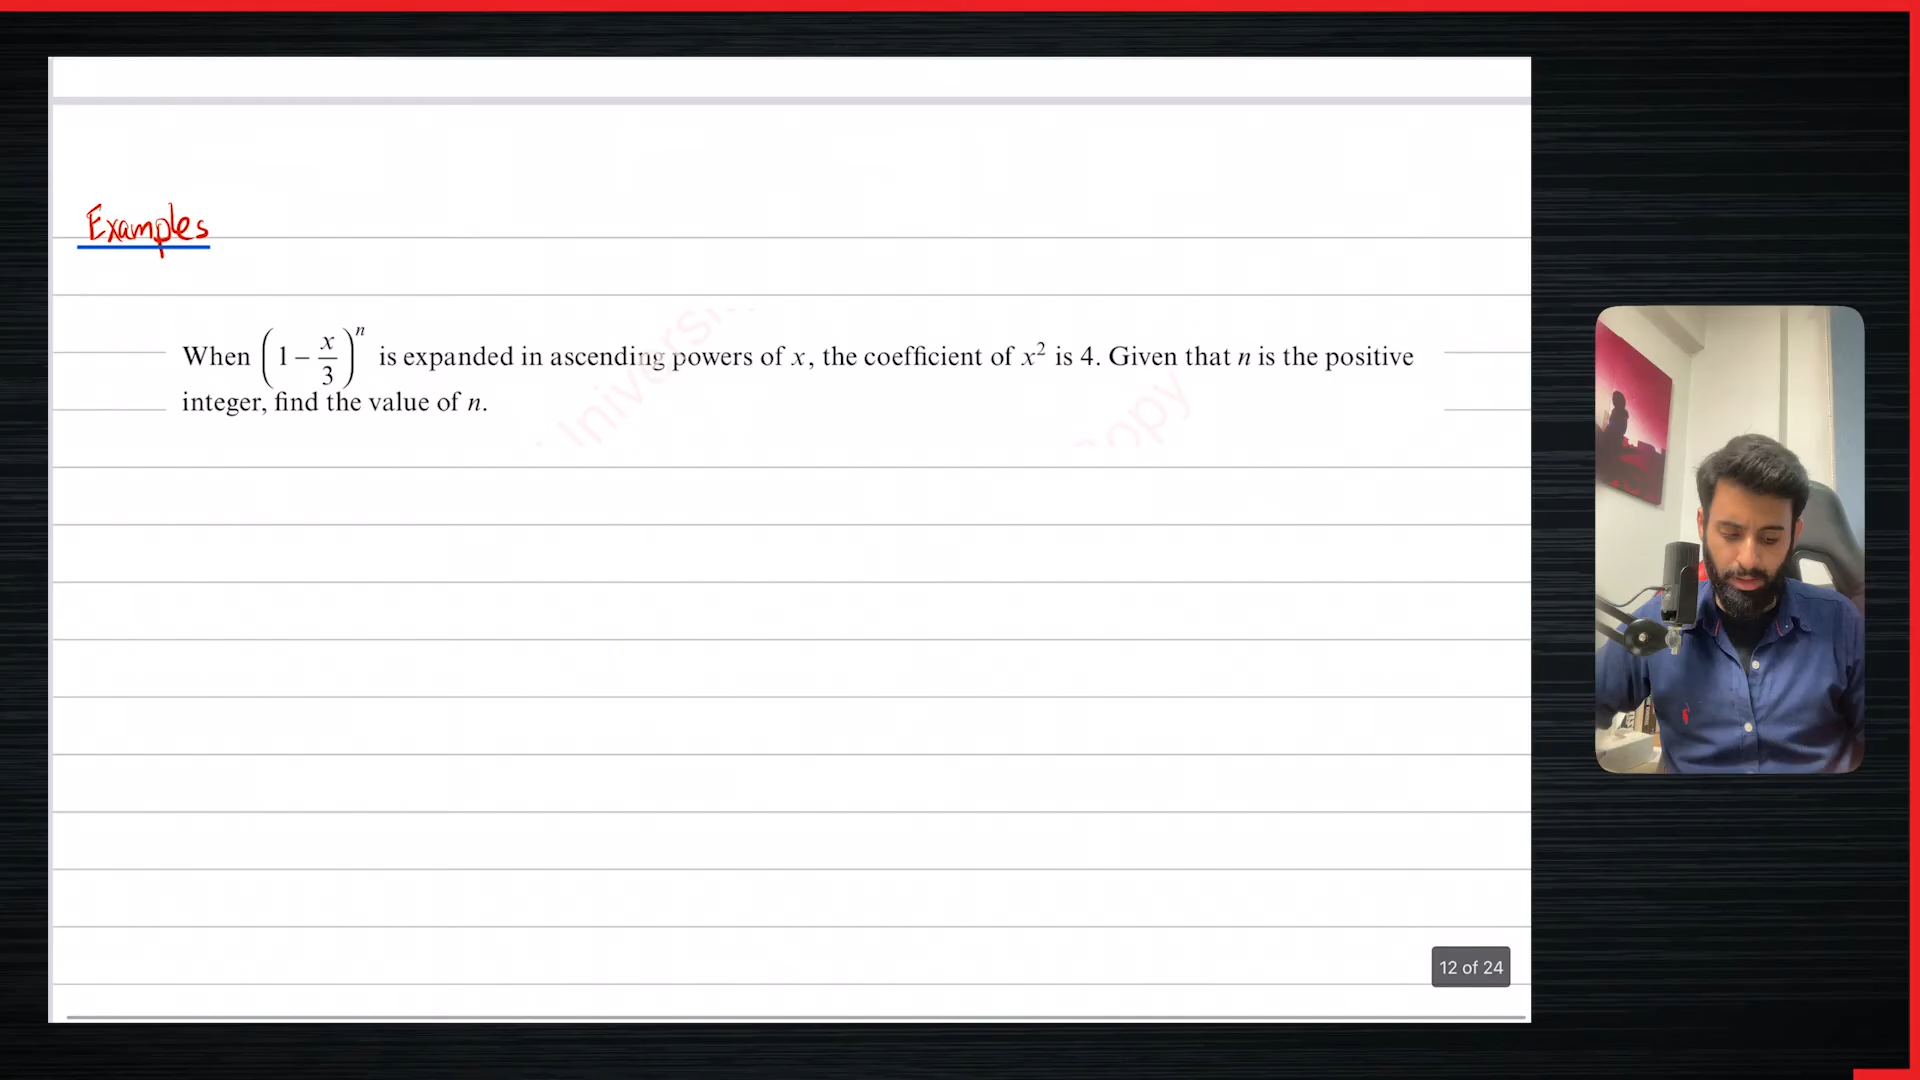 Examples
When (1 − x/3)ⁿ is expanded in ascending powers of x, the coefficient of x² is 4. Given that n is the positive
integer, find the value of n.
12 of 24